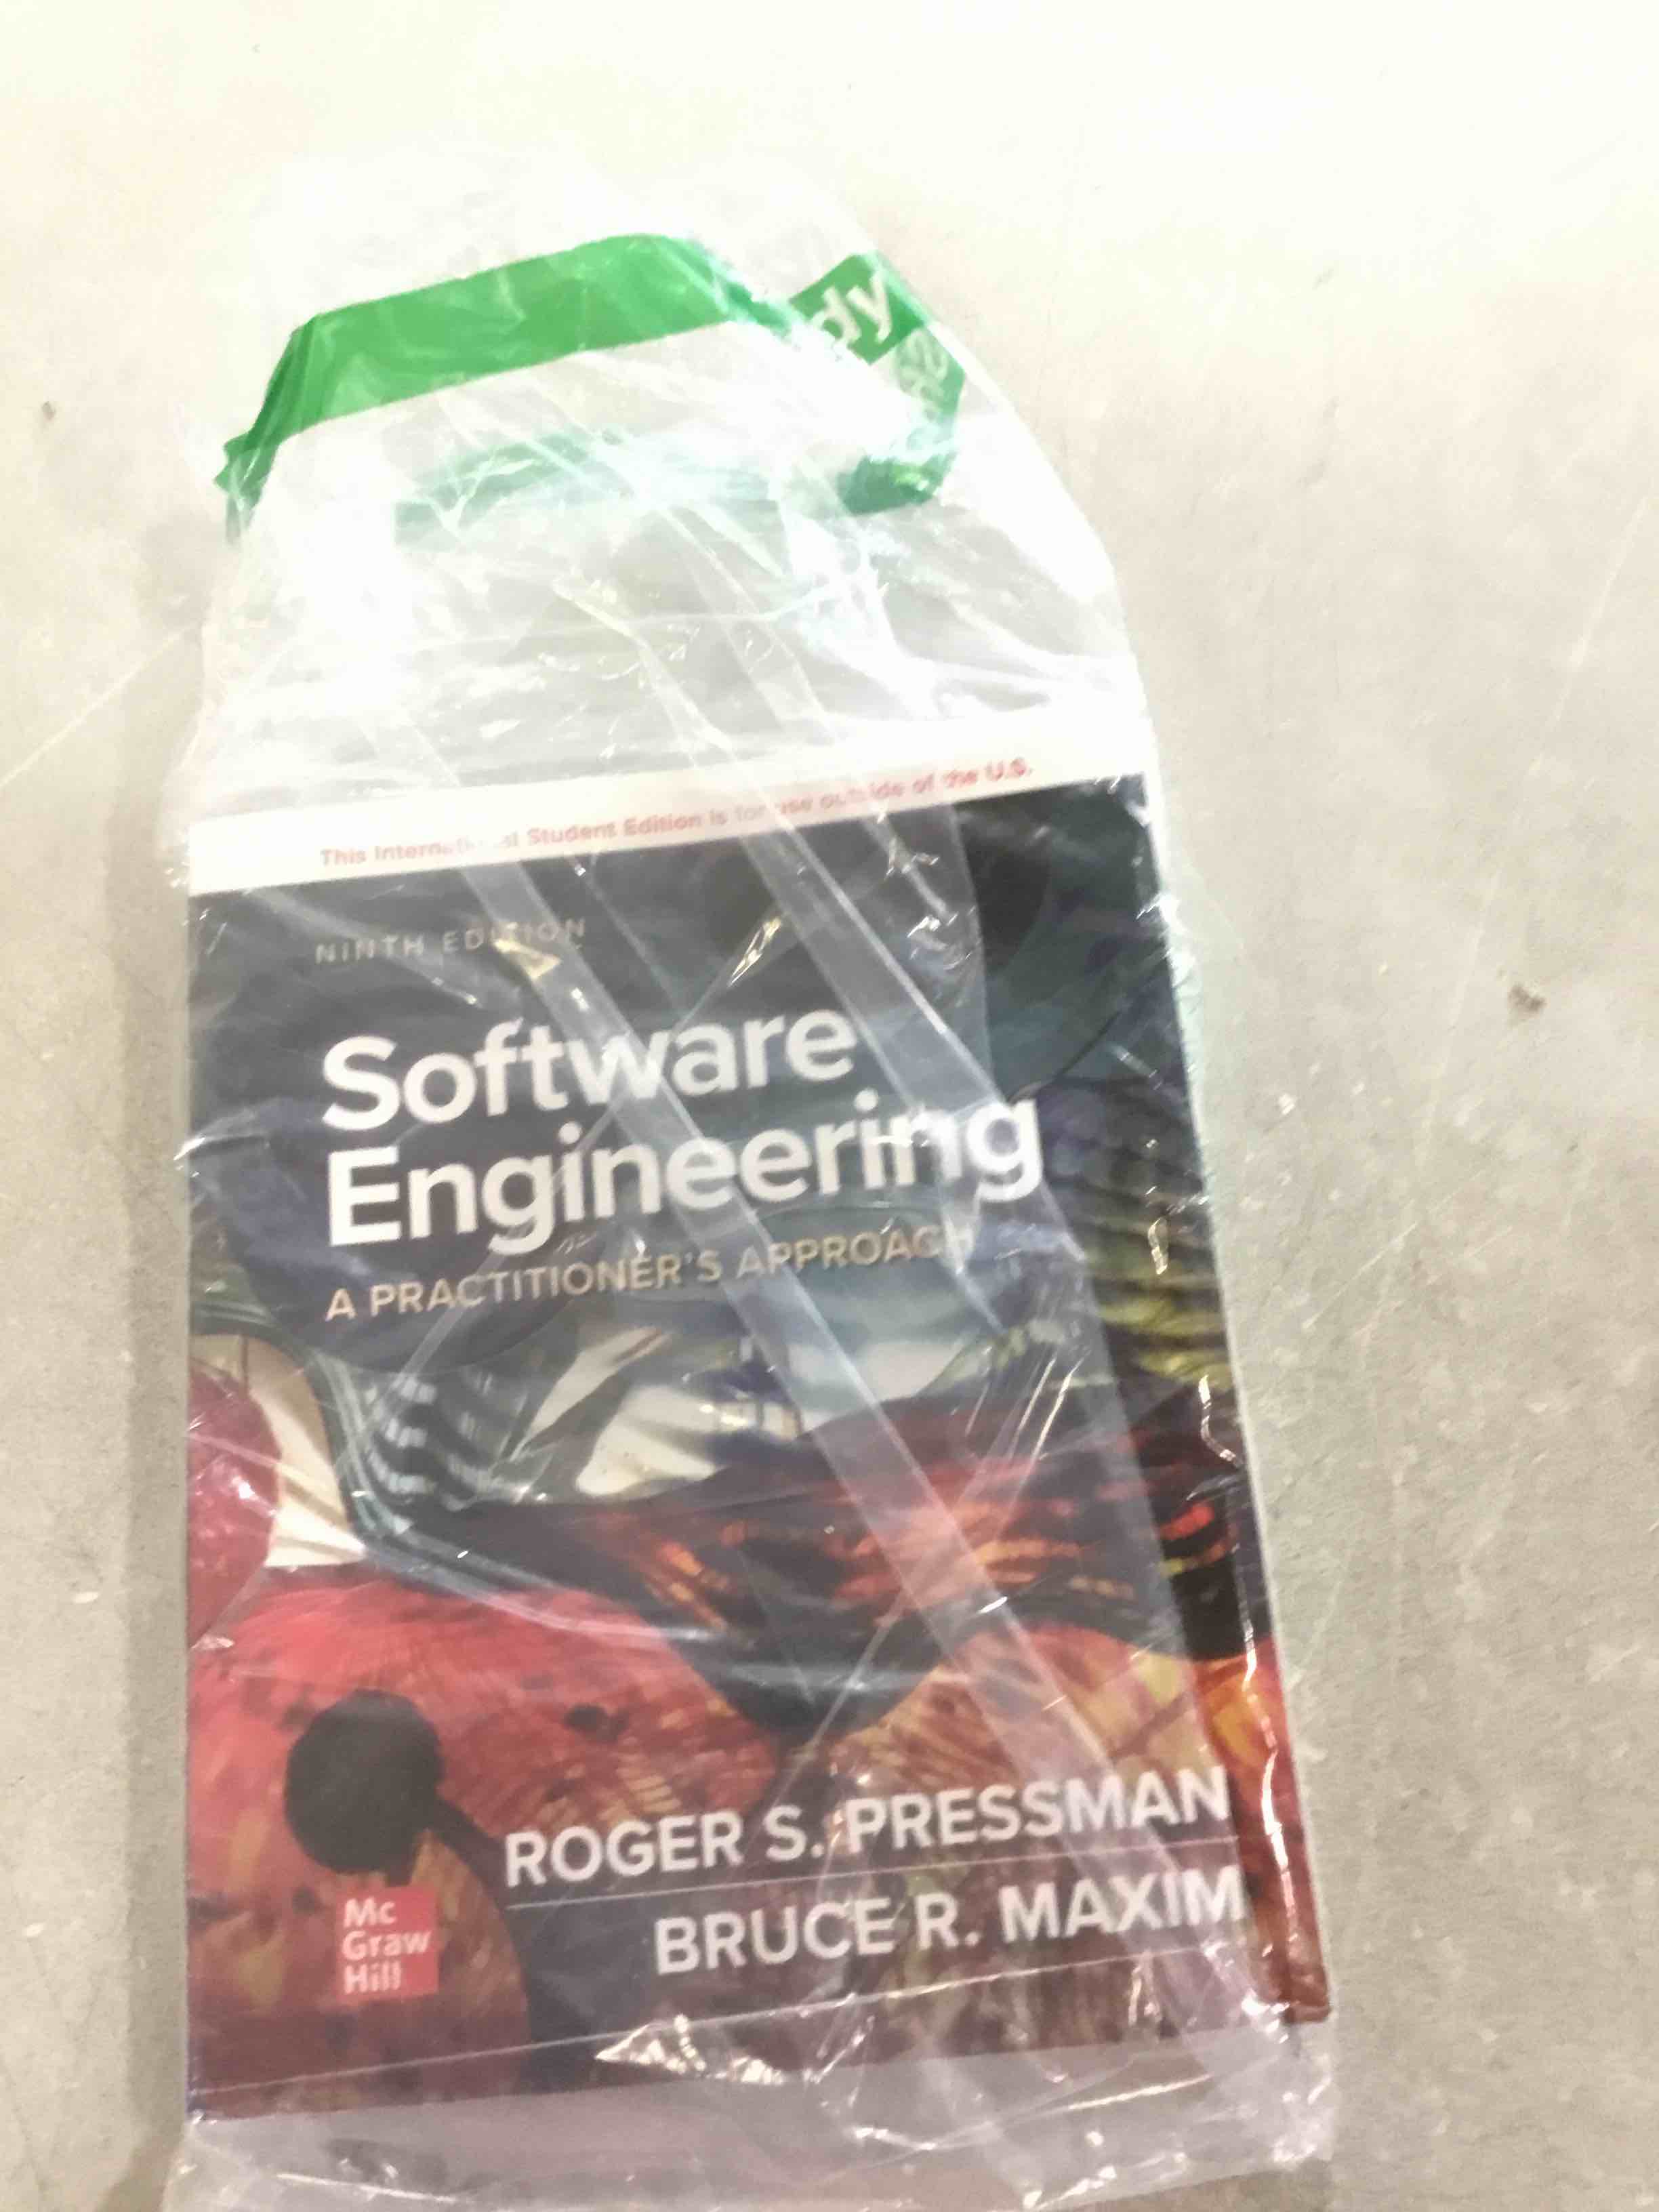 dy
This International Student Edition is for use outside of the U.S.
NINTH EDITION
Software
Engineering
A PRACTITIONER'S APPROACH
ROGER S. PRESSMAN
BRUCE R. MAXIM
Mc
Graw
Hill